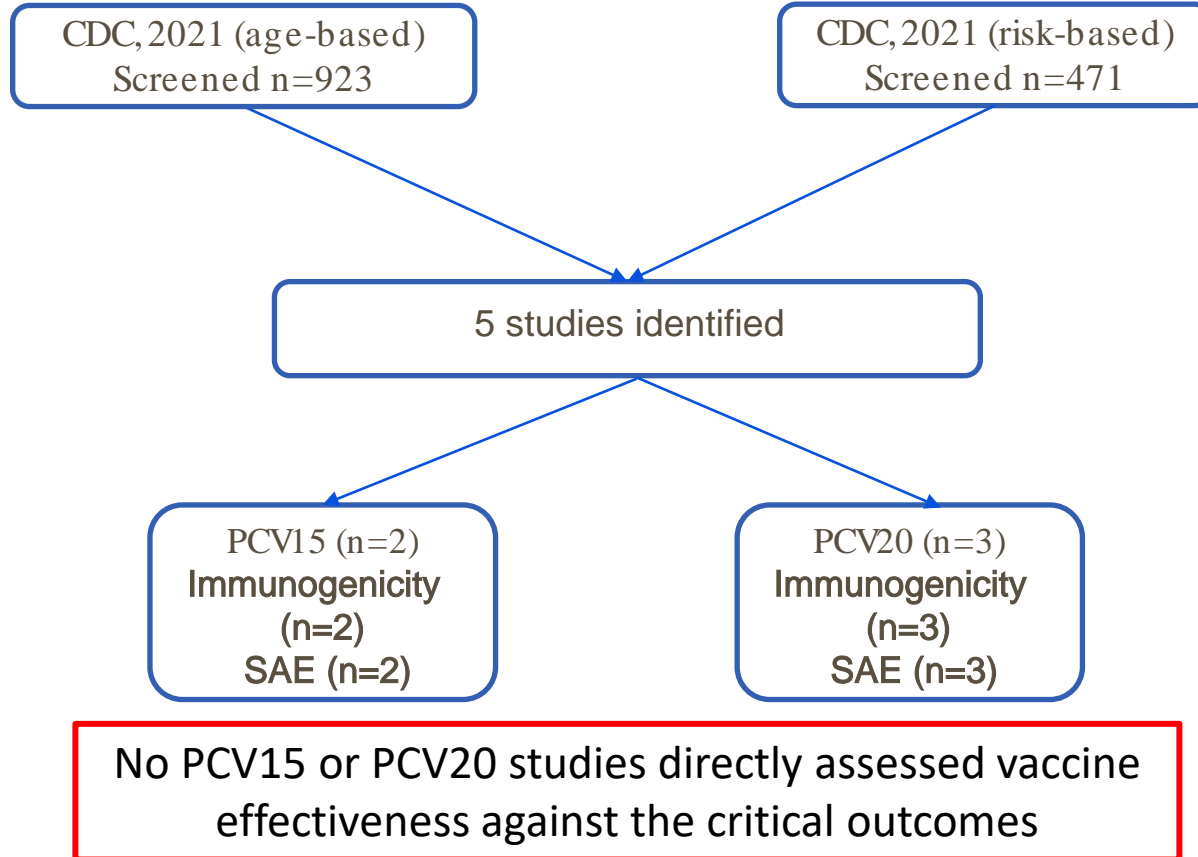 CDC, 2021 (age-based)
Screened n=923
CDC, 2021 (risk-based)
Screened n=471
5 studies identified
PCV15 (n=2)
Immunogenicity
(n=2)
SAE (n=2)
PCV20 (n=3)
Immunogenicity
(n=3)
SAE (n=3)
No PCV15 or PCV20 studies directly assessed vaccine
effectiveness against the critical outcomes